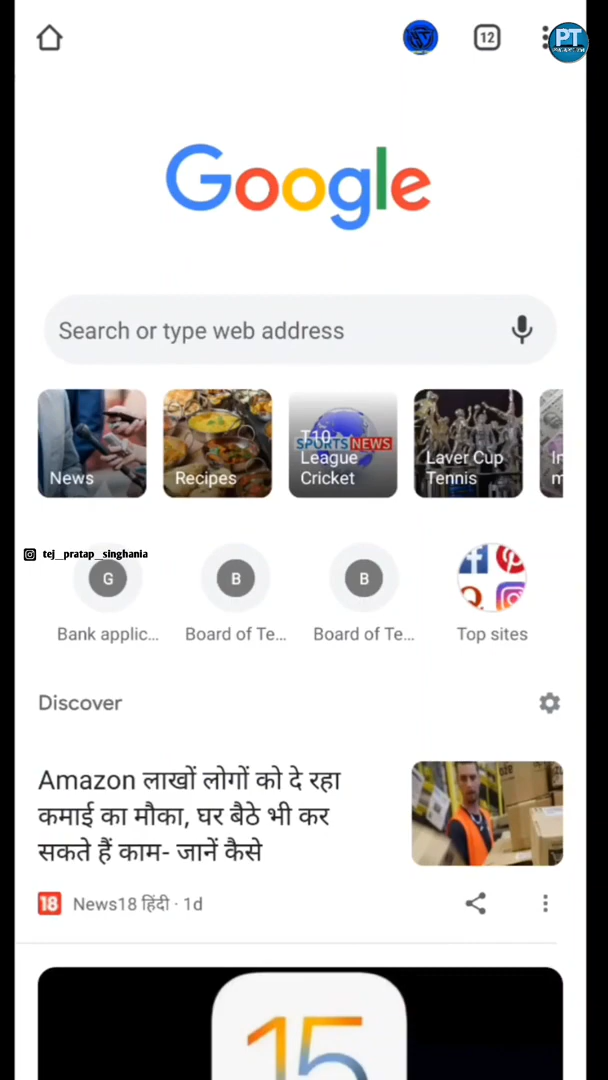 12
PT
Google
Search or type web address
News
Recipes
T10
League
Cricket
SPORTS NEWS
Laver Cup
Tennis
tej__pratap__singhania
G
B
B
Bank applic...
Board of Te...
Board of Te...
Top sites
Discover
Amazon लाखों लोगों को दे रहा
कमाई का मौका, घर बैठे भी कर
सकते हैं काम- जानें कैसे
18
News18 हिंदी · 1d
15